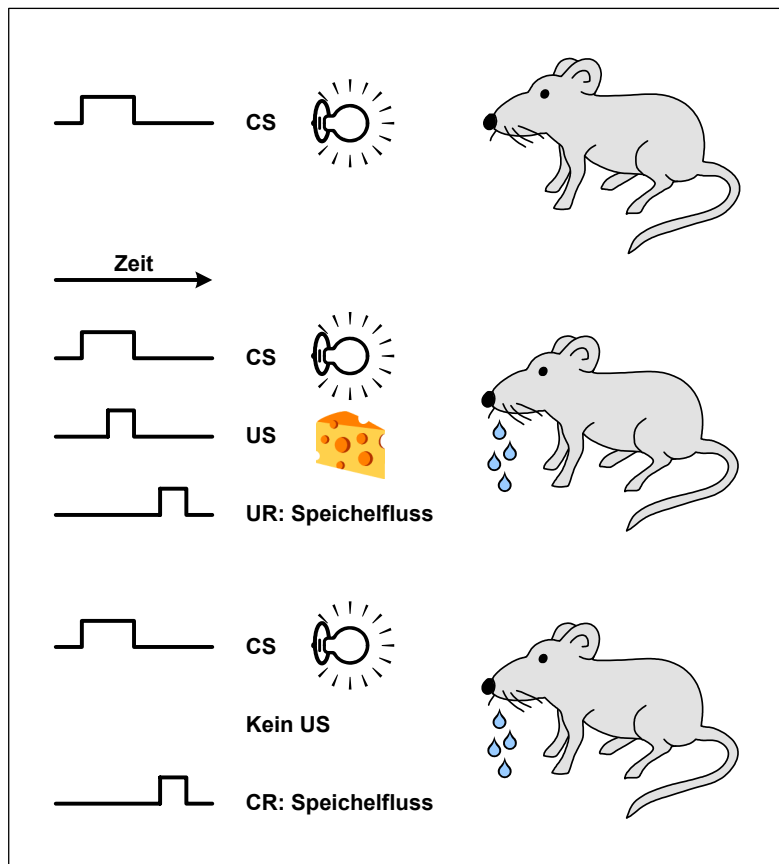 CS
Zeit
CS
US
UR: Speichelfluss
CS
Kein US
CR: Speichelfluss